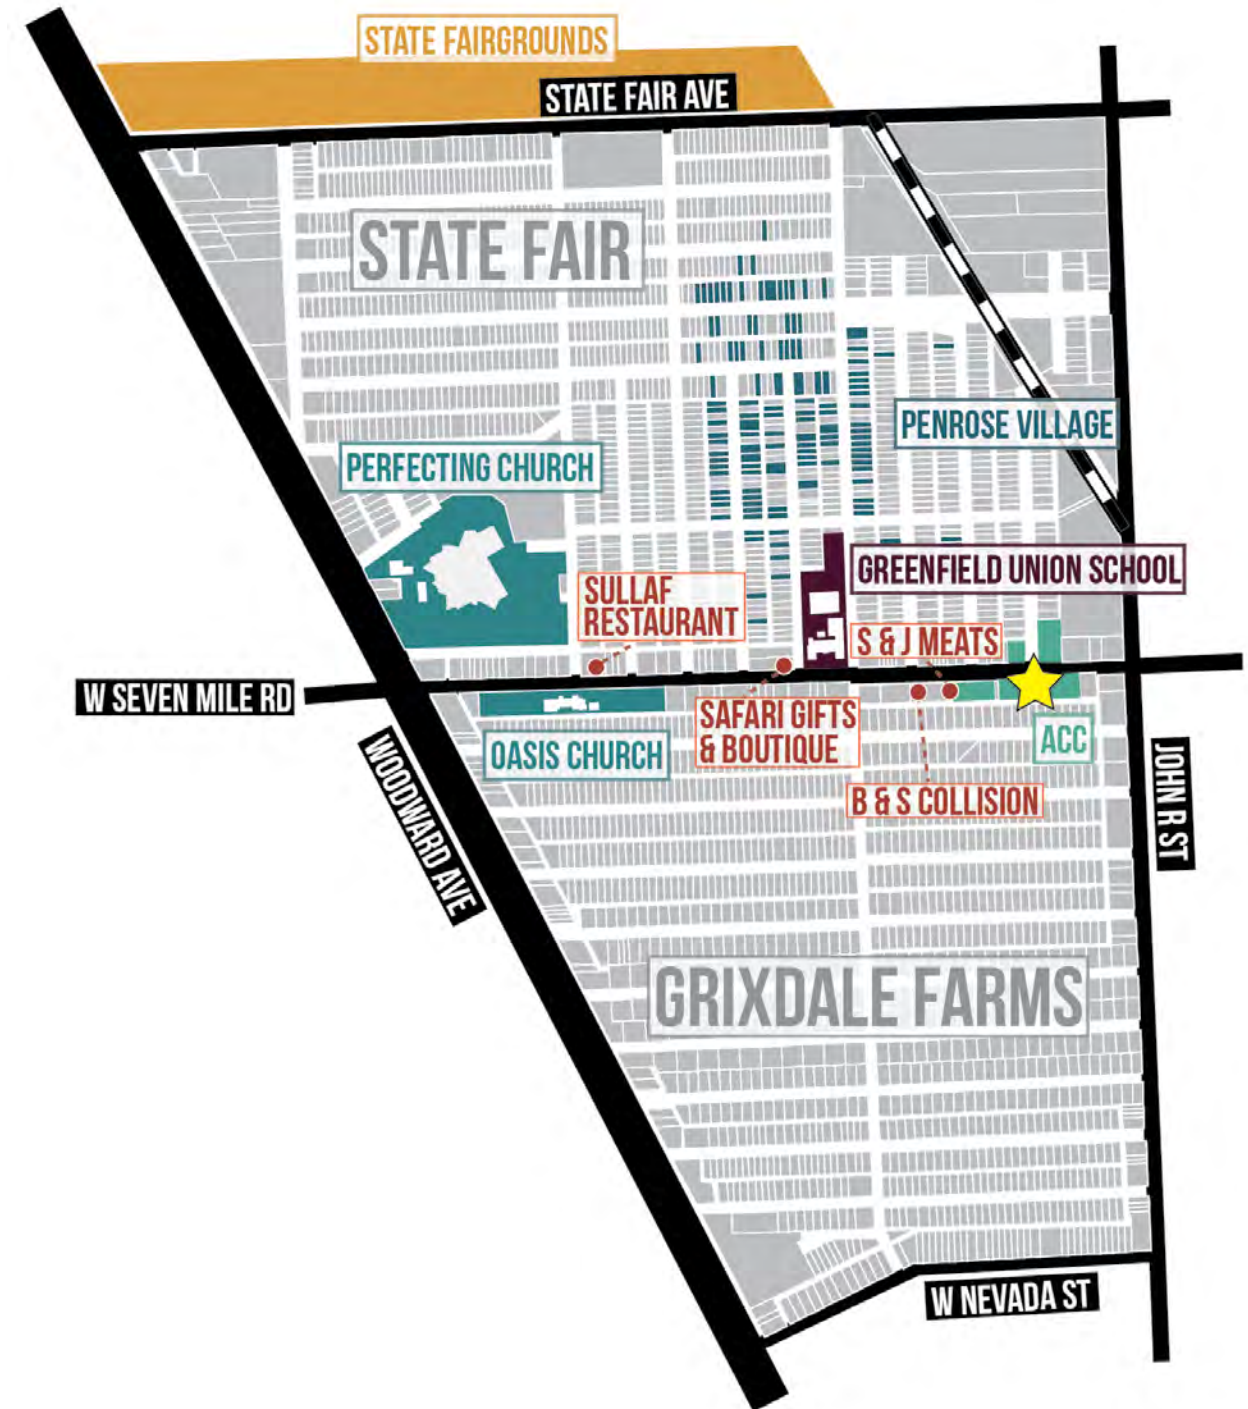 STATE FAIRGROUNDS
STATE FAIR AVE
STATE FAIR
PENROSE VILLAGE
PERFECTING CHURCH
GREENFIELD UNION SCHOOL
SULLAF
RESTAURANT
S & J MEATS
W SEVEN MILE RD
SAFARI GIFTS
& BOUTIQUE
ACC
OASIS CHURCH
WOODWARD AVE
JOHN R ST
B & S COLLISION
GRIXDALE FARMS
W NEVADA ST